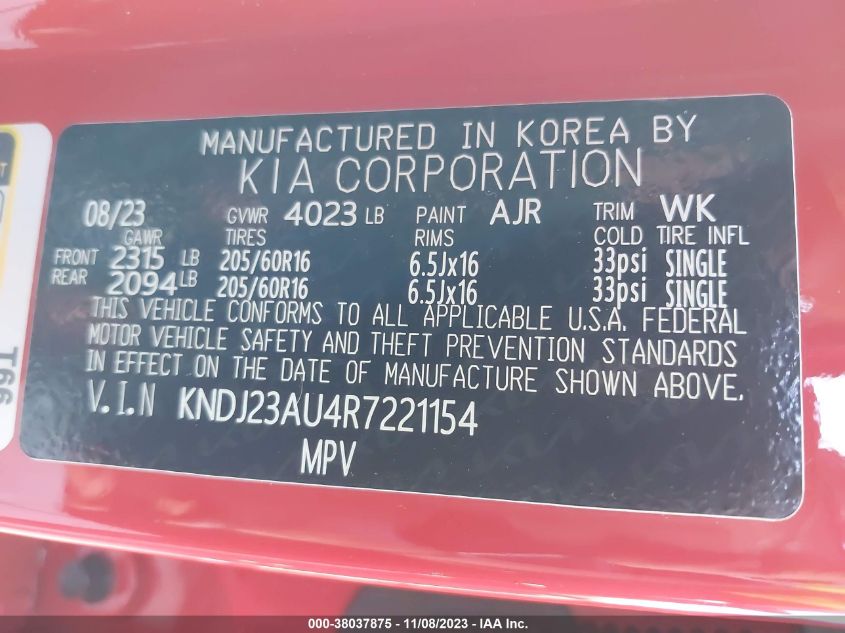 MANUFACTURED IN KOREA BY
KIA CORPORATION
08/23 GVWR 4023 LB PAINT AJR TRIM WK
GAWR TIRES RIMS COLD TIRE INFL
FRONT 2315 LB 205/60R16 6.5Jx16 33psi SINGLE
REAR 2094 LB 205/60R16 6.5Jx16 33psi SINGLE
THIS VEHICLE CONFORMS TO ALL APPLICABLE U.S.A. FEDERAL
MOTOR VEHICLE SAFETY AND THEFT PREVENTION STANDARDS
IN EFFECT ON THE DATE OF MANUFACTURE SHOWN ABOVE.
V.I.N KNDJ23AU4R7221154
MPV
000-38037875 - 11/08/2023 - IAA Inc.